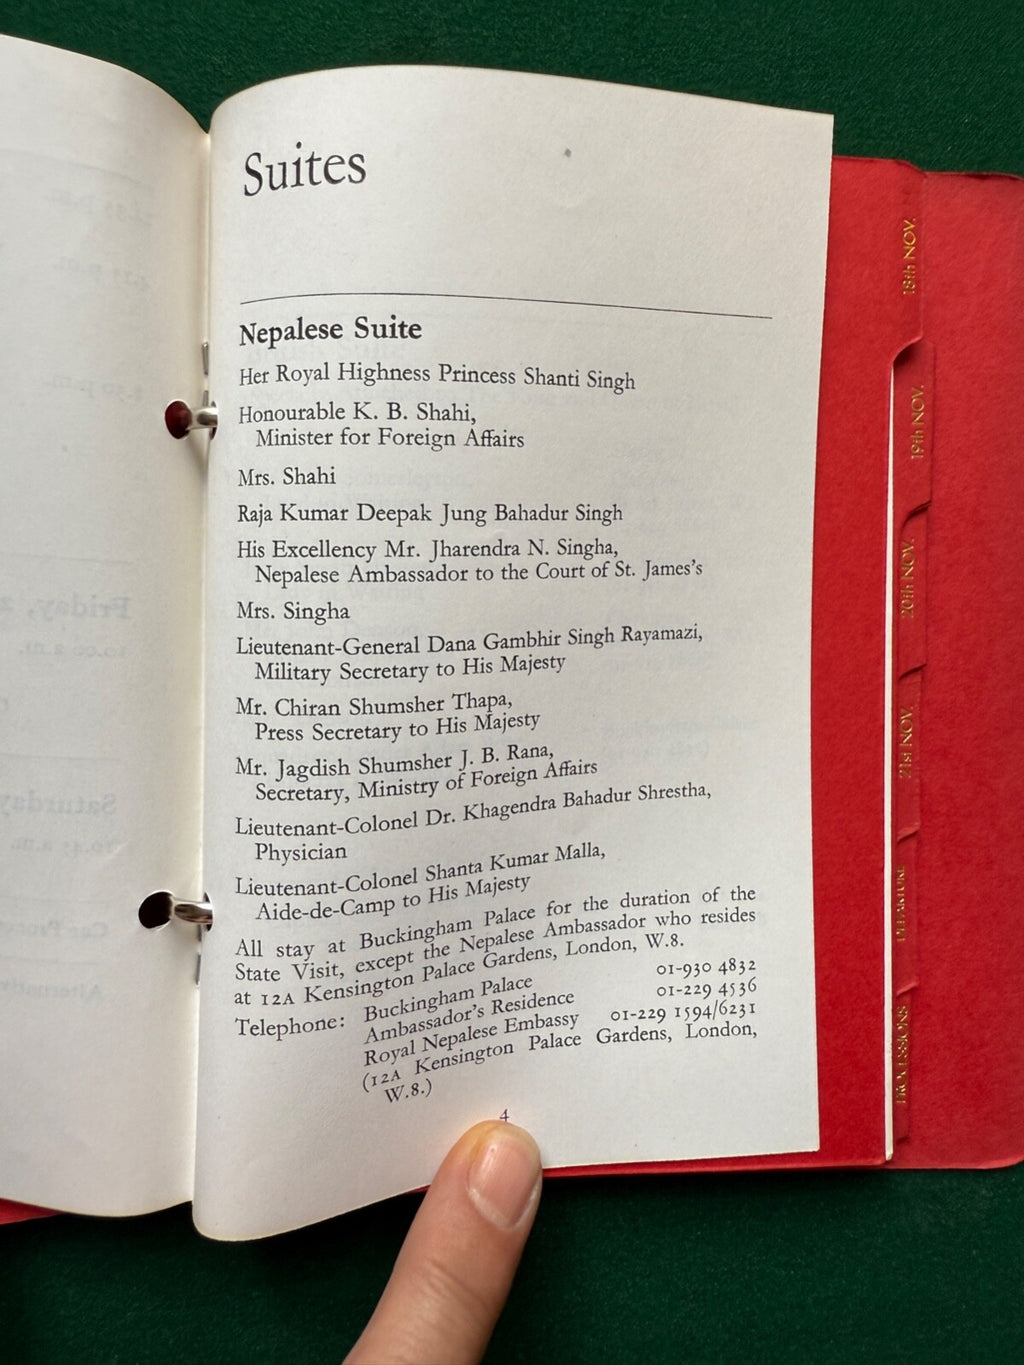 Suites
Nepalese Suite
Her Royal Highness Princess Shanti Singh
Honourable K. B. Shahi,
Minister for Foreign Affairs
Mrs. Shahi
Raja Kumar Deepak Jung Bahadur Singh
His Excellency Mr. Jharendra N. Singha,
Nepalese Ambassador to the Court of St. James's
Mrs. Singha
Lieutenant-General Dana Gambhir Singh Rayamazi,
Military Secretary to His Majesty
Mr. Chiran Shumsher Thapa,
Press Secretary to His Majesty
Mr. Jagdish Shumsher J. B. Rana,
Secretary, Ministry of Foreign Affairs
Lieutenant-Colonel Dr. Khagendra Bahadur Shrestha,
Physician
Lieutenant-Colonel Shanta Kumar Malla,
Aide-de-Camp to His Majesty
All stay at Buckingham Palace for the duration of the
State Visit, except the Nepalese Ambassador who resides
at 12A Kensington Palace Gardens, London, W.8.
Telephone: Buckingham Palace 01-930 4832
Ambassador's Residence 01-229 4536
Royal Nepalese Embassy 01-229 1594/6231
(12A Kensington Palace Gardens, London,
W.8.)
4
18th NOV.
19th NOV.
20th NOV.
21st NOV.
DEPARTURE
PROCESSIONS